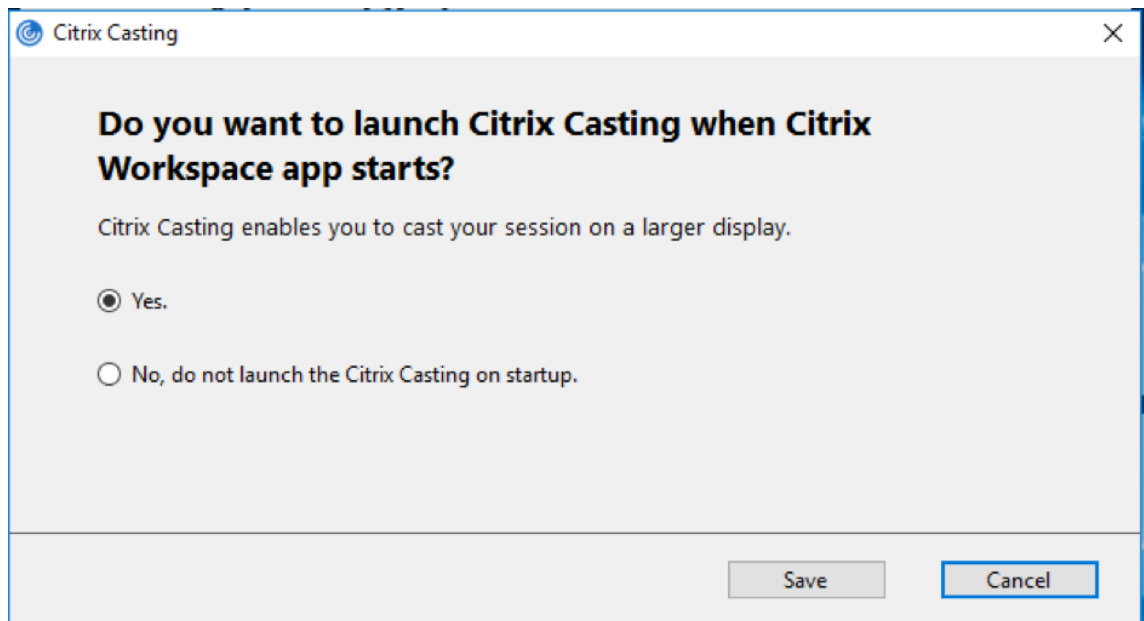 Citrix Casting
Do you want to launch Citrix Casting when Citrix
Workspace app starts?
Citrix Casting enables you to cast your session on a larger display.
Yes.
No, do not launch the Citrix Casting on startup.
Save
Cancel